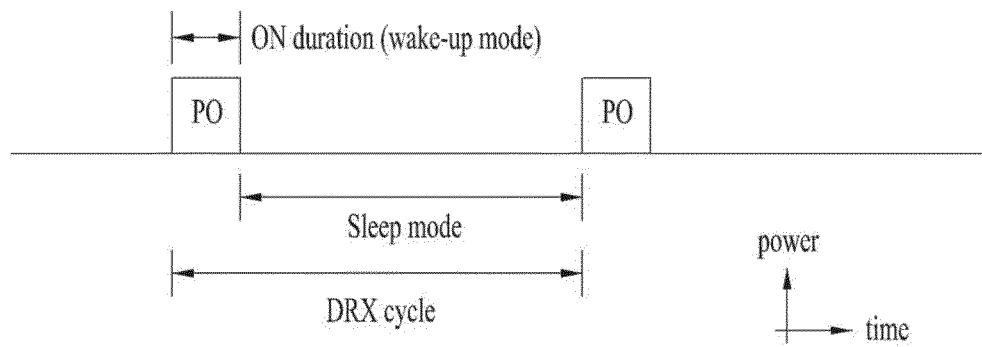 ON duration (wake-up mode)
PO
PO
Sleep mode
power
DRX cycle
time